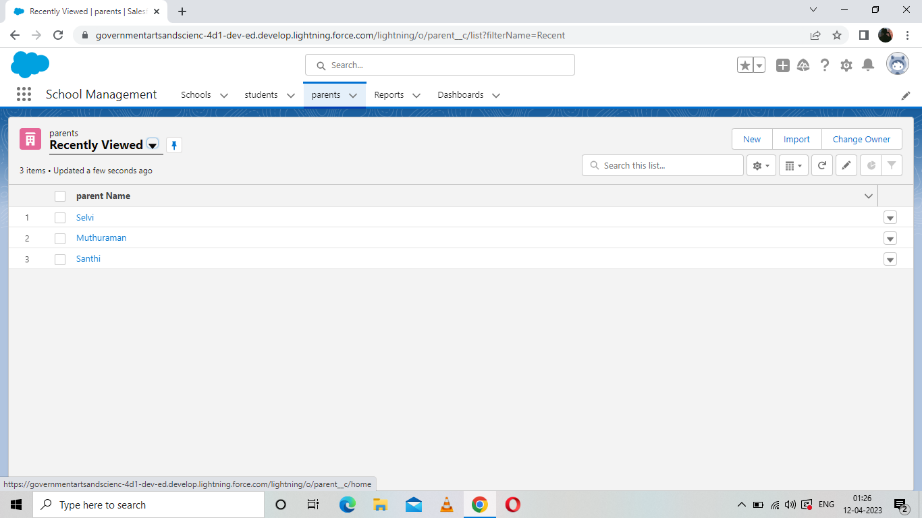 Recently Viewed | parents | Sales
governmentartsandscienc-4d1-dev-ed.develop.lightning.force.com/lightning/o/parent__c/list?filterName=Recent
Search...
School Management
Schools
students
parents
Reports
Dashboards
parents
Recently Viewed
New
Import
Change Owner
3 items • Updated a few seconds ago
Search this list...
parent Name
1 Selvi
2 Muthuraman
3 Santhi
https://governmentartsandscienc-4d1-dev-ed.develop.lightning.force.com/lightning/o/parent__c/home
Type here to search
ENG
01:26
12-04-2023
2